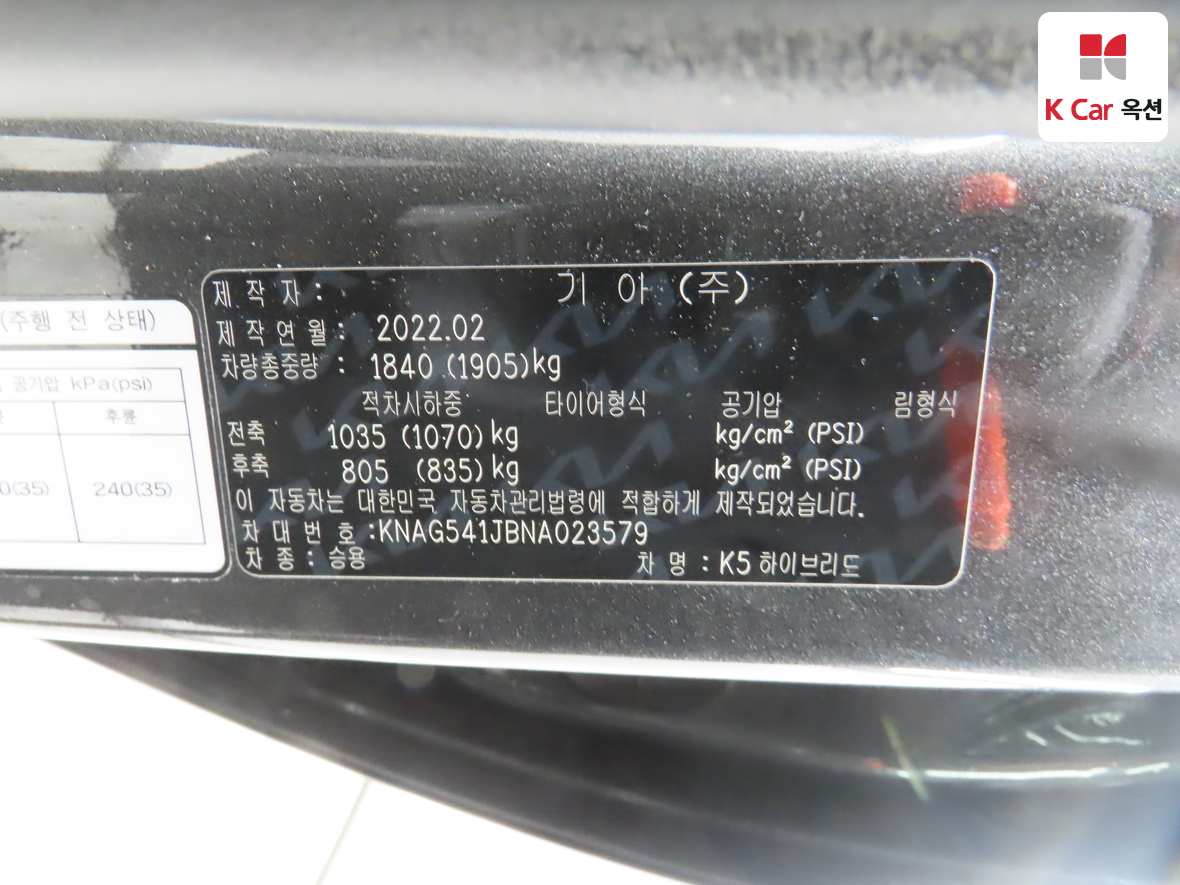 K Car 옥션
제 작 자 : 기 아 (주)
제 작 연 월 : 2022.02
차량총중량 : 1840 (1905)kg
적차시하중 타이어형식 공기압 림형식
전축 1035 (1070)kg kg/cm² (PSI)
후축 805 (835)kg kg/cm² (PSI)
이 자동차는 대한민국 자동차관리법령에 적합하게 제작되었습니다.
차 대 번 호 :KNAG541JBNA023579
차 종 : 승용 차 명 : K5 하이브리드
(주행 전 상태)
공기압 kPa(psi)
후륜
0(35) 240(35)